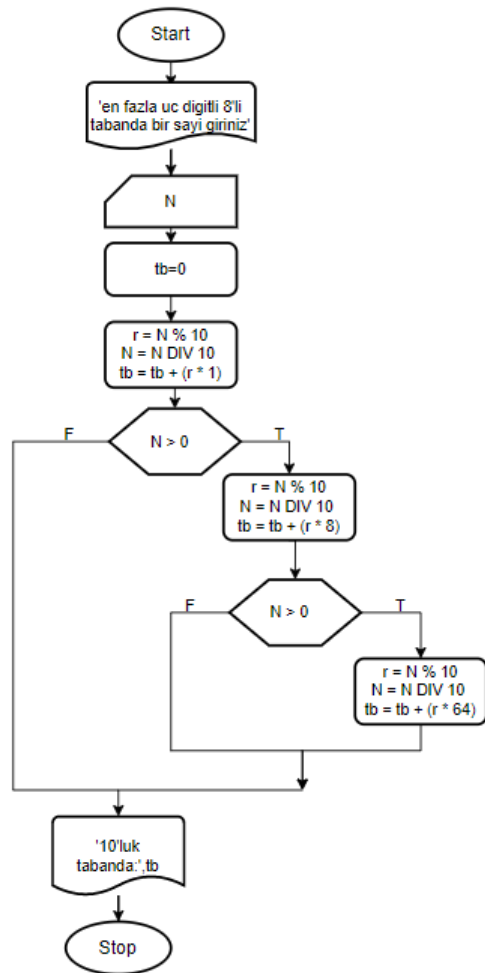 Start
'en fazla uc digitli 8'li
tabanda bir sayi giriniz'
N
tb=0
r = N % 10
N = N DIV 10
tb = tb + (r * 1)
F
N > 0
T
r = N % 10
N = N DIV 10
tb = tb + (r * 8)
F
N > 0
T
r = N % 10
N = N DIV 10
tb = tb + (r * 64)
'10'luk
tabanda:',tb
Stop